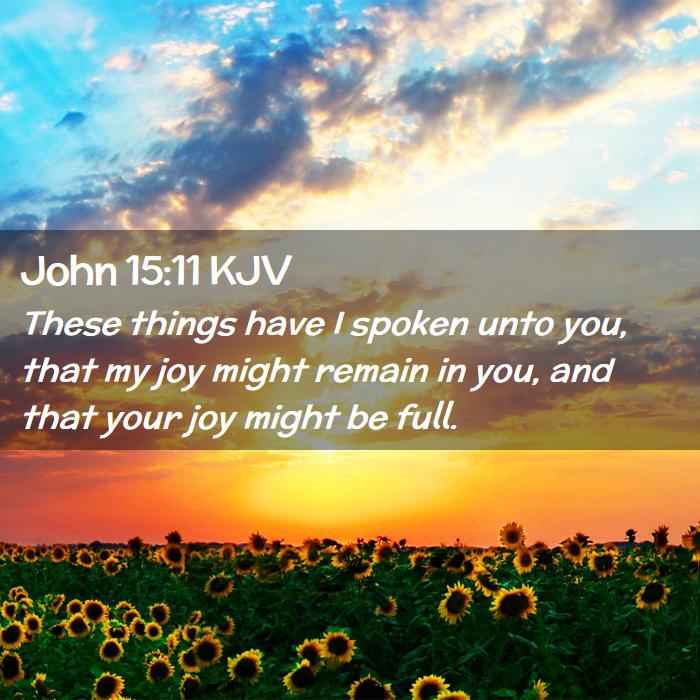 John 15:11 KJV
These things have I spoken unto you,
that my joy might remain in you, and
that your joy might be full.